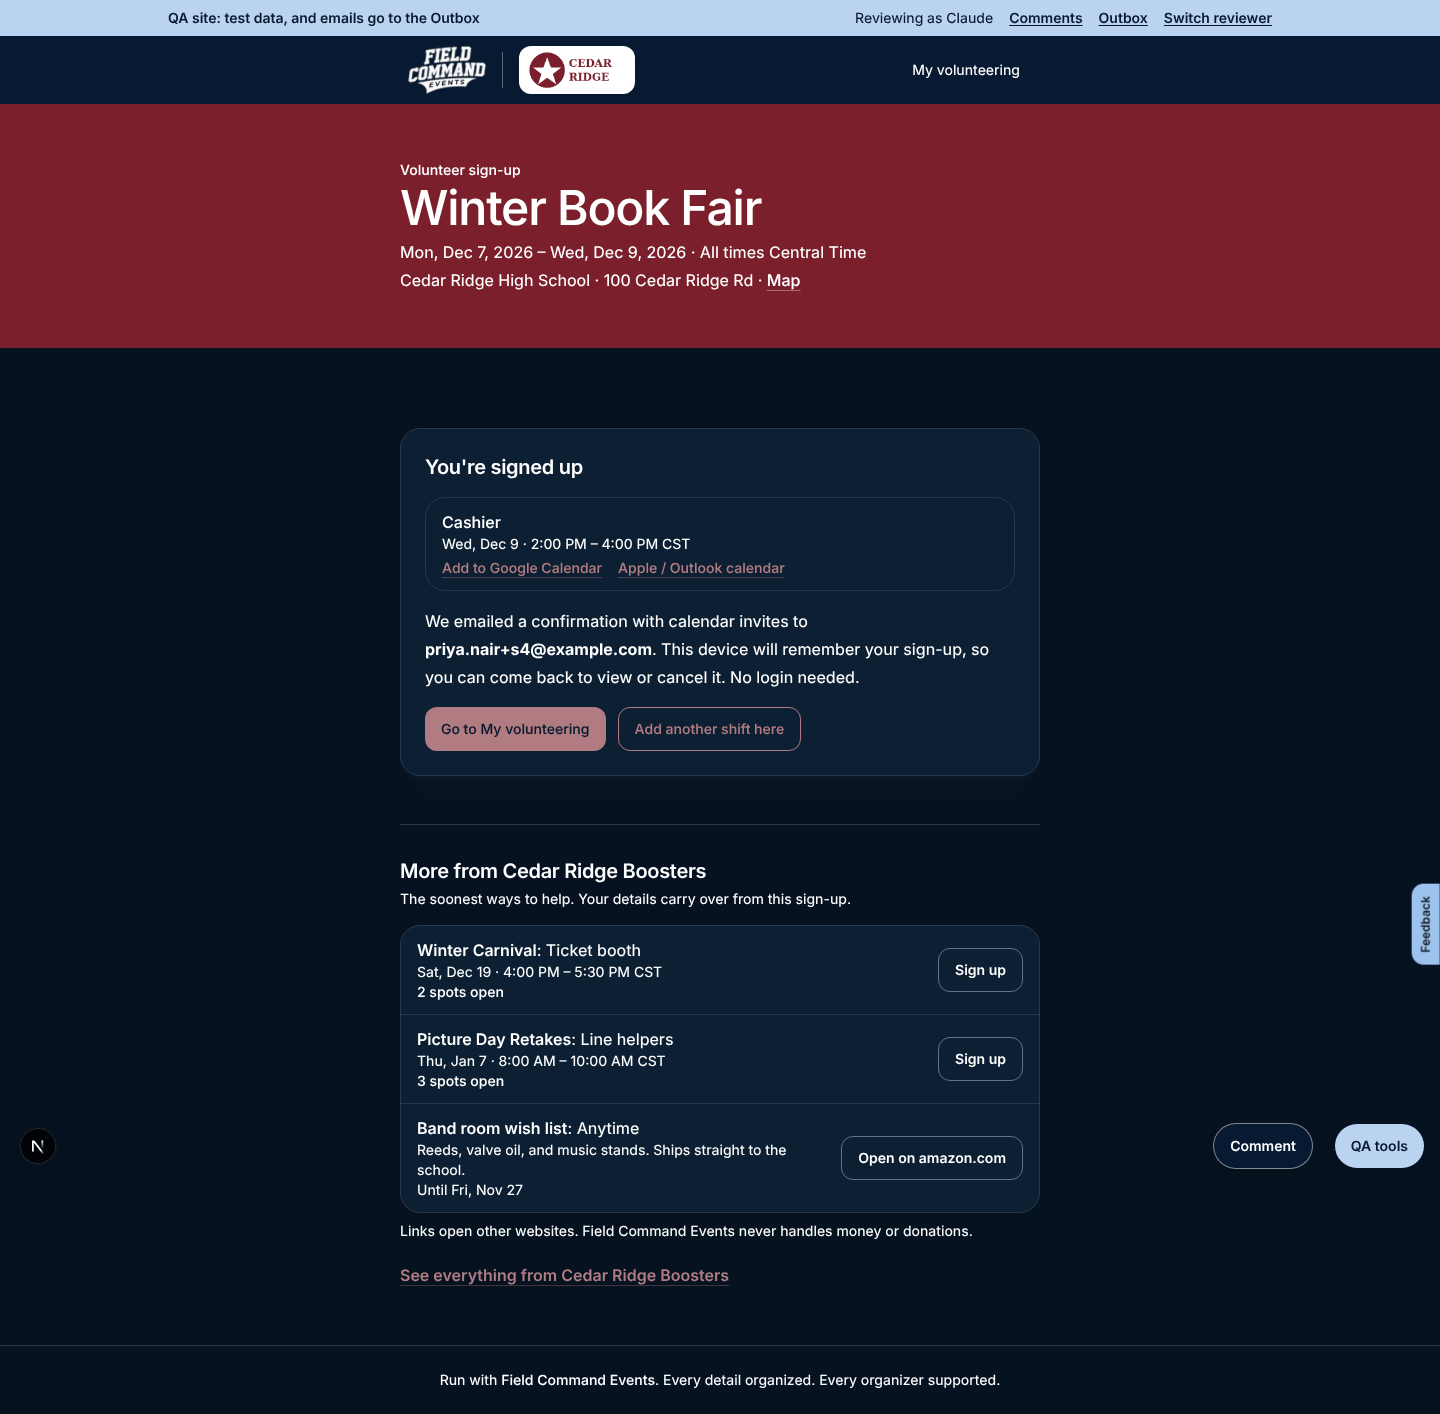 QA site: test data, and emails go to the Outbox
Reviewing as Claude Comments Outbox Switch reviewer
FIELD
COMMAND
EVENTS
CEDAR
RIDGE
My volunteering
Volunteer sign-up
Winter Book Fair
Mon, Dec 7, 2026 – Wed, Dec 9, 2026 · All times Central Time
Cedar Ridge High School · 100 Cedar Ridge Rd · Map
You're signed up
Cashier
Wed, Dec 9 · 2:00 PM – 4:00 PM CST
Add to Google Calendar Apple / Outlook calendar
We emailed a confirmation with calendar invites to
priya.nair+s4@example.com. This device will remember your sign-up, so
you can come back to view or cancel it. No login needed.
Go to My volunteering Add another shift here
More from Cedar Ridge Boosters
The soonest ways to help. Your details carry over from this sign-up.
Winter Carnival: Ticket booth
Sat, Dec 19 · 4:00 PM – 5:30 PM CST
2 spots open
Sign up
Picture Day Retakes: Line helpers
Thu, Jan 7 · 8:00 AM – 10:00 AM CST
3 spots open
Sign up
Band room wish list: Anytime
Reeds, valve oil, and music stands. Ships straight to the
school.
Until Fri, Nov 27
Open on amazon.com
Links open other websites. Field Command Events never handles money or donations.
See everything from Cedar Ridge Boosters
Run with Field Command Events. Every detail organized. Every organizer supported.
Feedback
N
Comment
QA tools